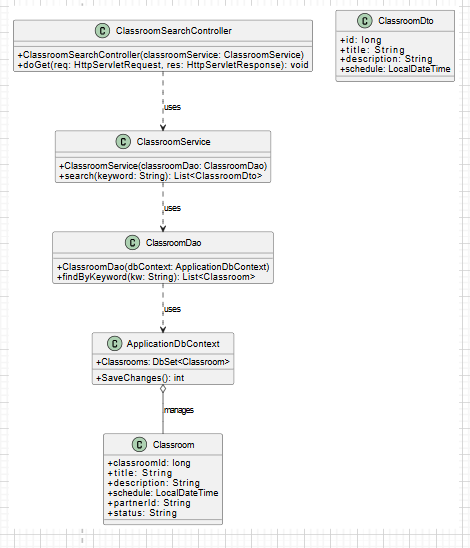 C ClassroomSearchController
+ClassroomSearchController(classroomService: ClassroomService)
+doGet(req: HttpServletRequest, res: HttpServletResponse): void
C ClassroomDto
+id: long
+title: String
+description: String
+schedule: LocalDateTime
uses
C ClassroomService
+ClassroomService(classroomDao: ClassroomDao)
+search(keyword: String): List<ClassroomDto>
uses
C ClassroomDao
+ClassroomDao(dbContext: ApplicationDbContext)
+findByKeyword(kw: String): List<Classroom>
uses
C ApplicationDbContext
+Classrooms: DbSet<Classroom>
+SaveChanges(): int
manages
C Classroom
+classroomId: long
+title: String
+description: String
+schedule: LocalDateTime
+partnerId: String
+status: String